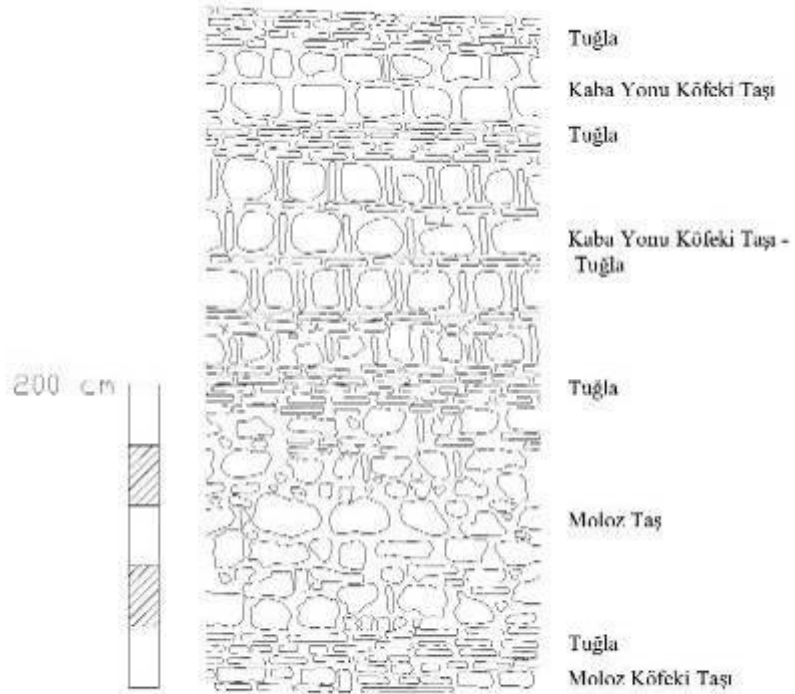 Tuğla
Kaba Yonu Köfeki Taşı
Tuğla
Kaba Yonu Köfeki Taşı -
Tuğla
200 cm
Tuğla
Moloz Taş
Tuğla
Moloz Köfeki Taşı